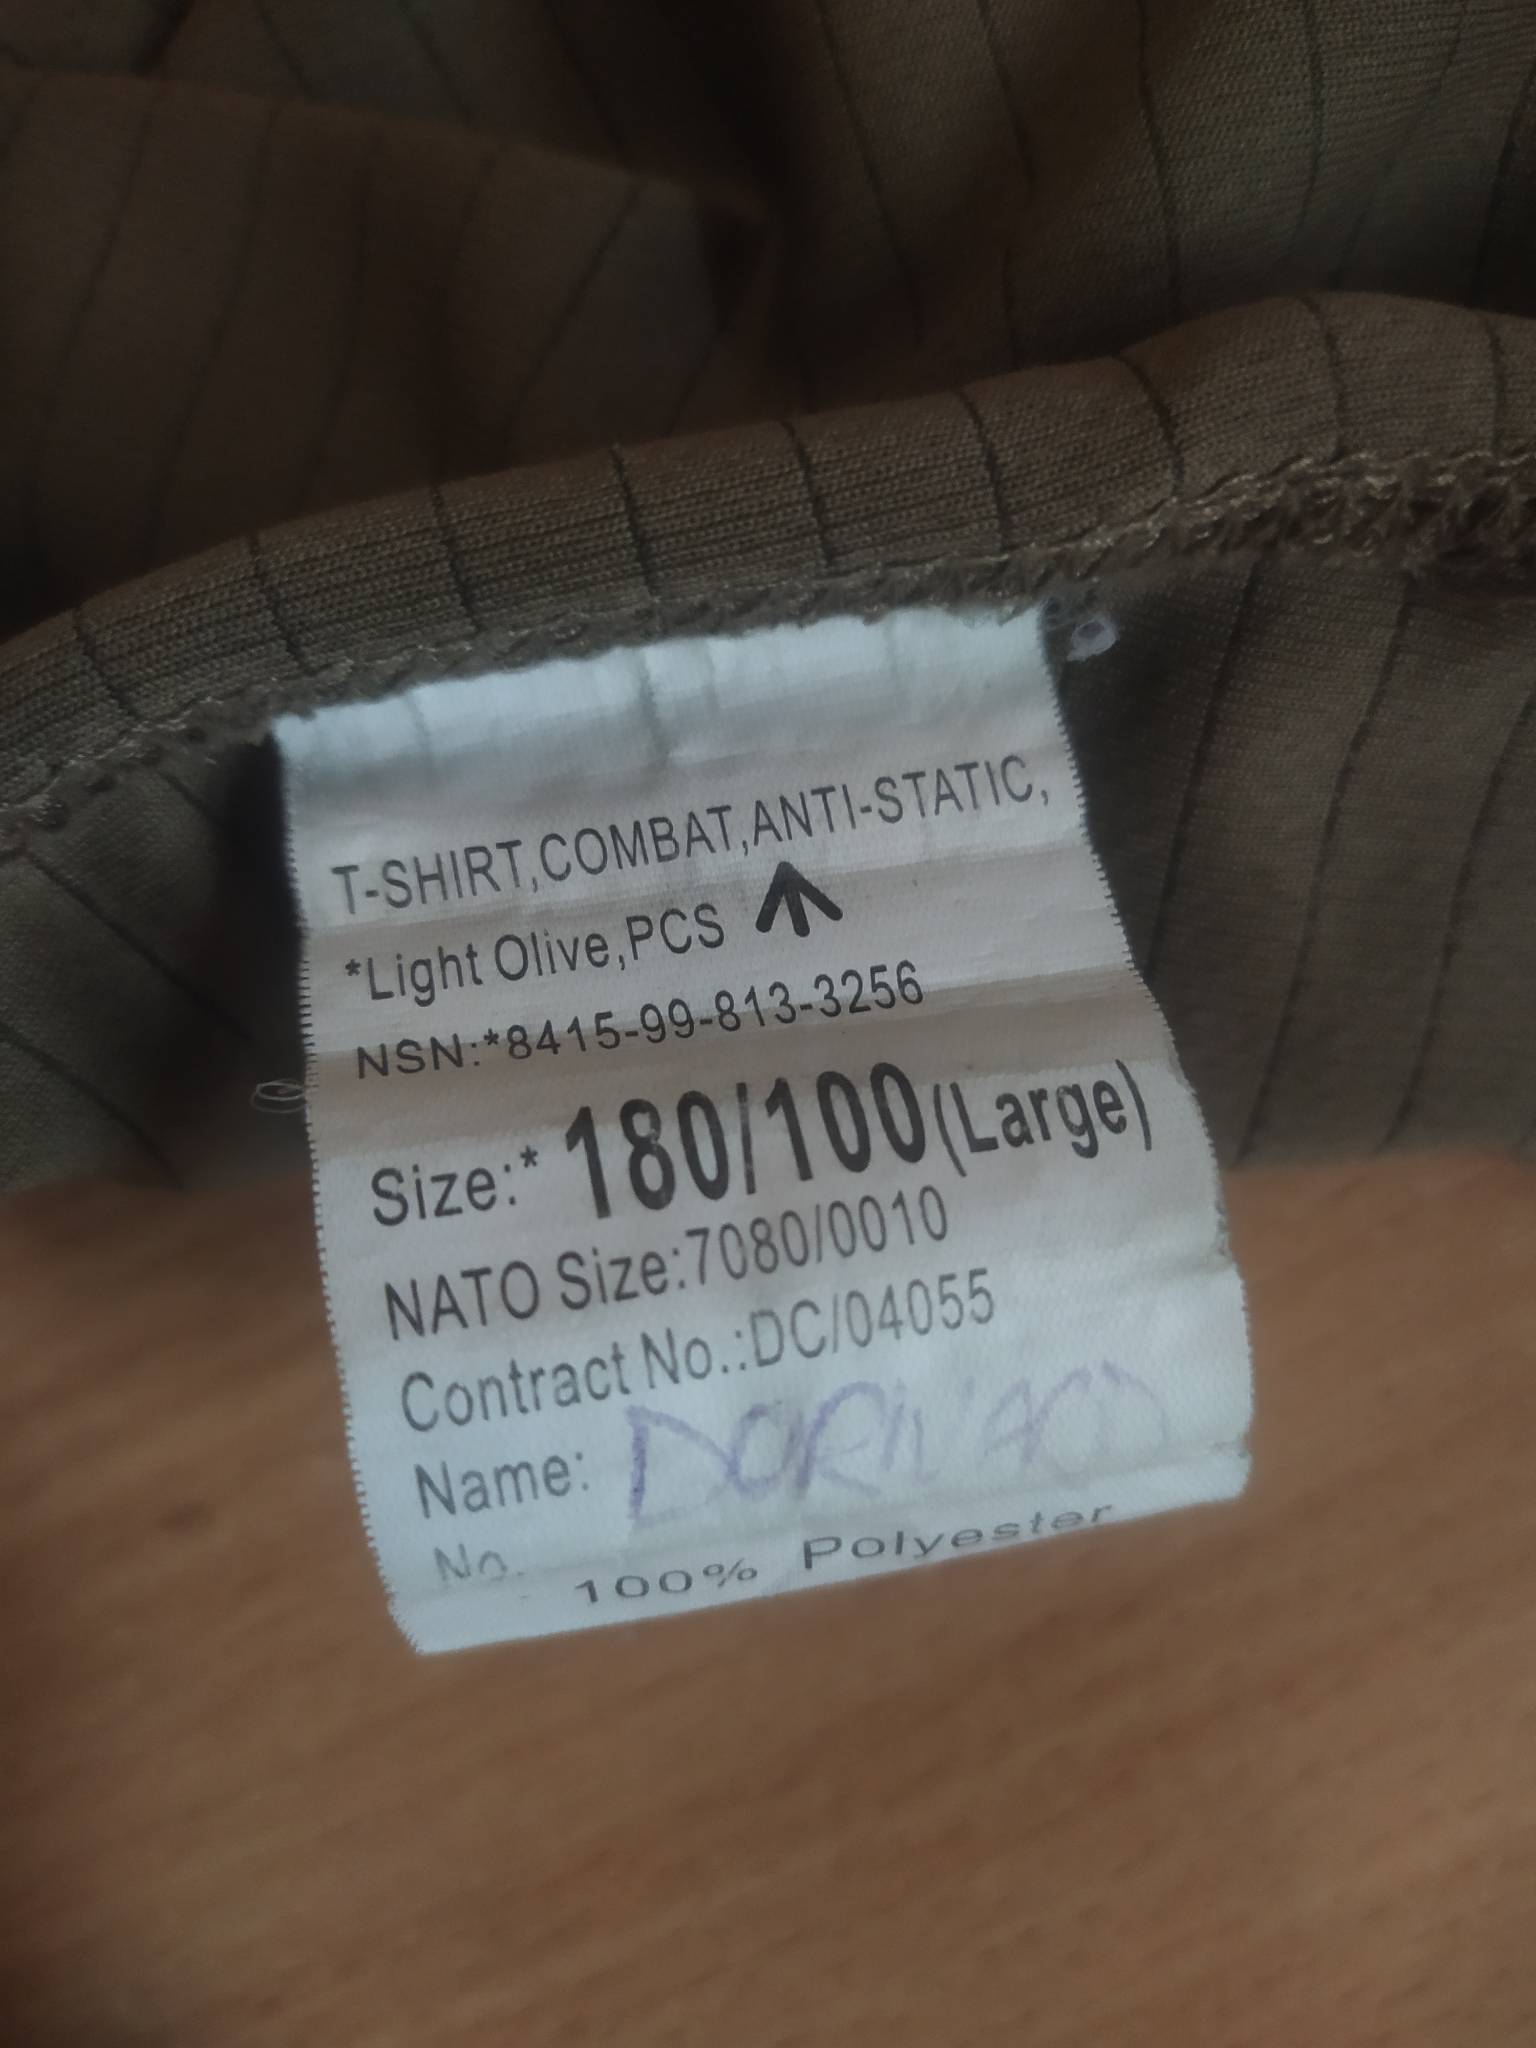 T-SHIRT,COMBAT,ANTI-STATIC,
*Light Olive,PCS
NSN:*8415-99-813-3256
Size:* 180/100(Large)
NATO Size:7080/0010
Contract No.:DC/04055
Name:
No.
100% Polyester